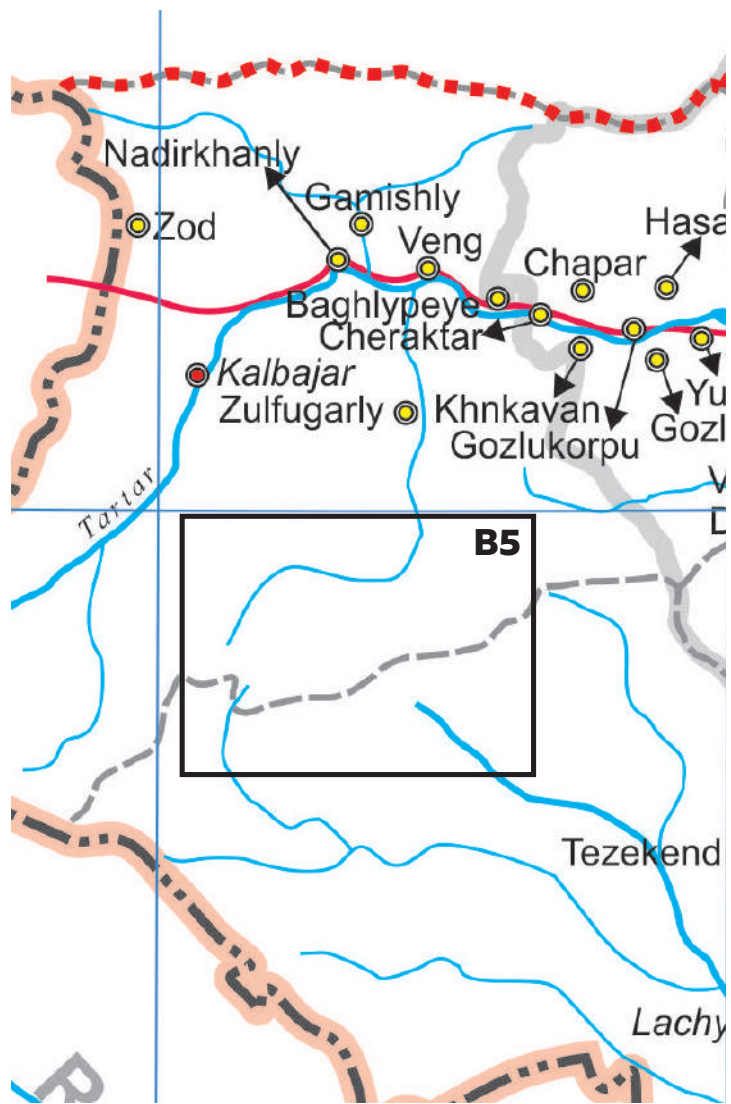 Nadirkhanly
Gamishly
Zod
Veng
Hasa
Chapar
Baghlypeye
Cheraktar
Kalbajar
Zulfugarly
Khnkavan
Yu
Gozlukorpu
Gozl
Tartar
V
D
B5
Tezekend
Lachy
R